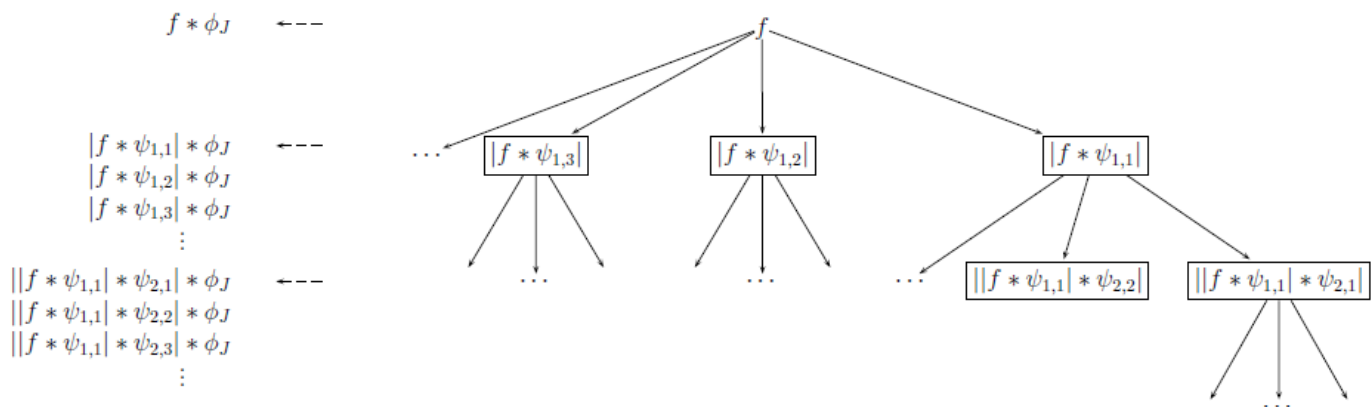 f * φ_J
f
|f * ψ_{1,1}| * φ_J
|f * ψ_{1,2}| * φ_J
|f * ψ_{1,3}| * φ_J
⋮
...
|f * ψ_{1,3}|
|f * ψ_{1,2}|
|f * ψ_{1,1}|
||f * ψ_{1,1}| * ψ_{2,1}| * φ_J
||f * ψ_{1,1}| * ψ_{2,2}| * φ_J
||f * ψ_{1,1}| * ψ_{2,3}| * φ_J
⋮
...
...
...
||f * ψ_{1,1}| * ψ_{2,2}|
||f * ψ_{1,1}| * ψ_{2,1}|
...